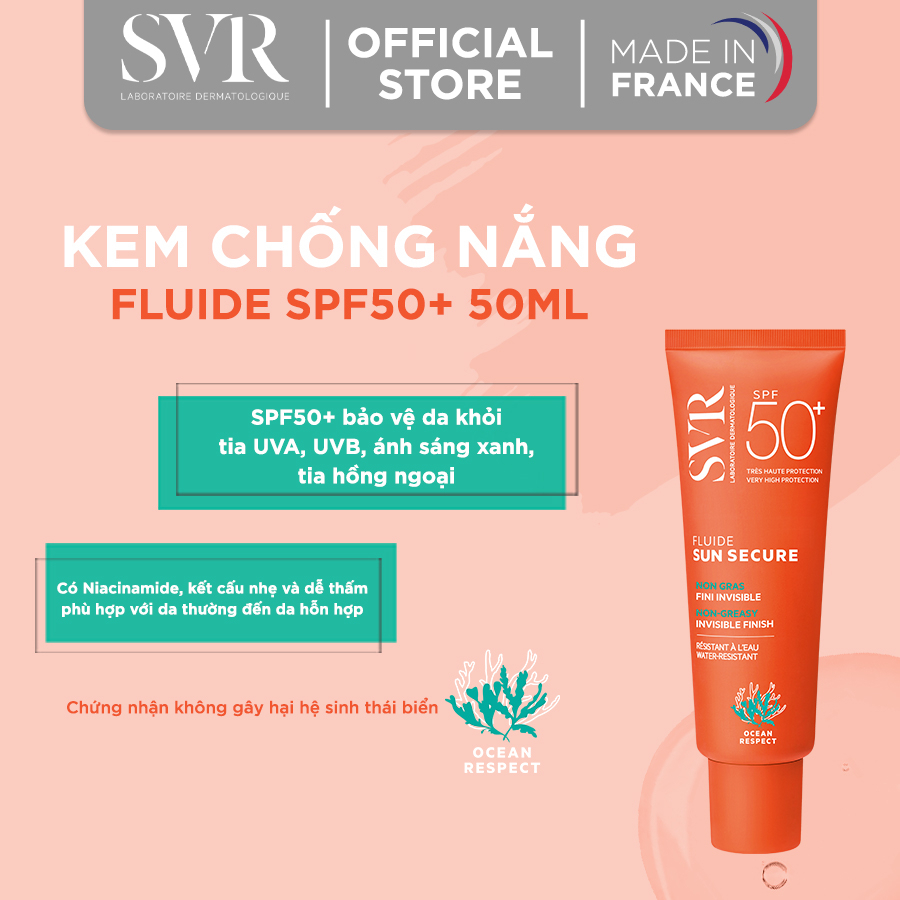 SVR
LABORATOIRE DERMATOLOGIQUE
OFFICIAL
STORE
MADE IN
FRANCE
KEM CHỐNG NẮNG
FLUIDE SPF50+ 50ML
SPF50+ bảo vệ da khỏi
tia UVA, UVB, ánh sáng xanh,
tia hồng ngoại
Có Niacinamide, kết cấu nhẹ và dễ thấm
phù hợp với da thường đến da hỗn hợp
Chứng nhận không gây hại hệ sinh thái biển
OCEAN
RESPECT
SVR
LABORATOIRE DERMATOLOGIQUE
SPF
50+
TRÈS HAUTE PROTECTION
VERY HIGH PROTECTION
FLUIDE
SUN SECURE
NON GRAS
FINI INVISIBLE
NON-GREASY
INVISIBLE FINISH
RÉSISTANT À L'EAU
WATER-RESISTANT
OCEAN
RESPECT